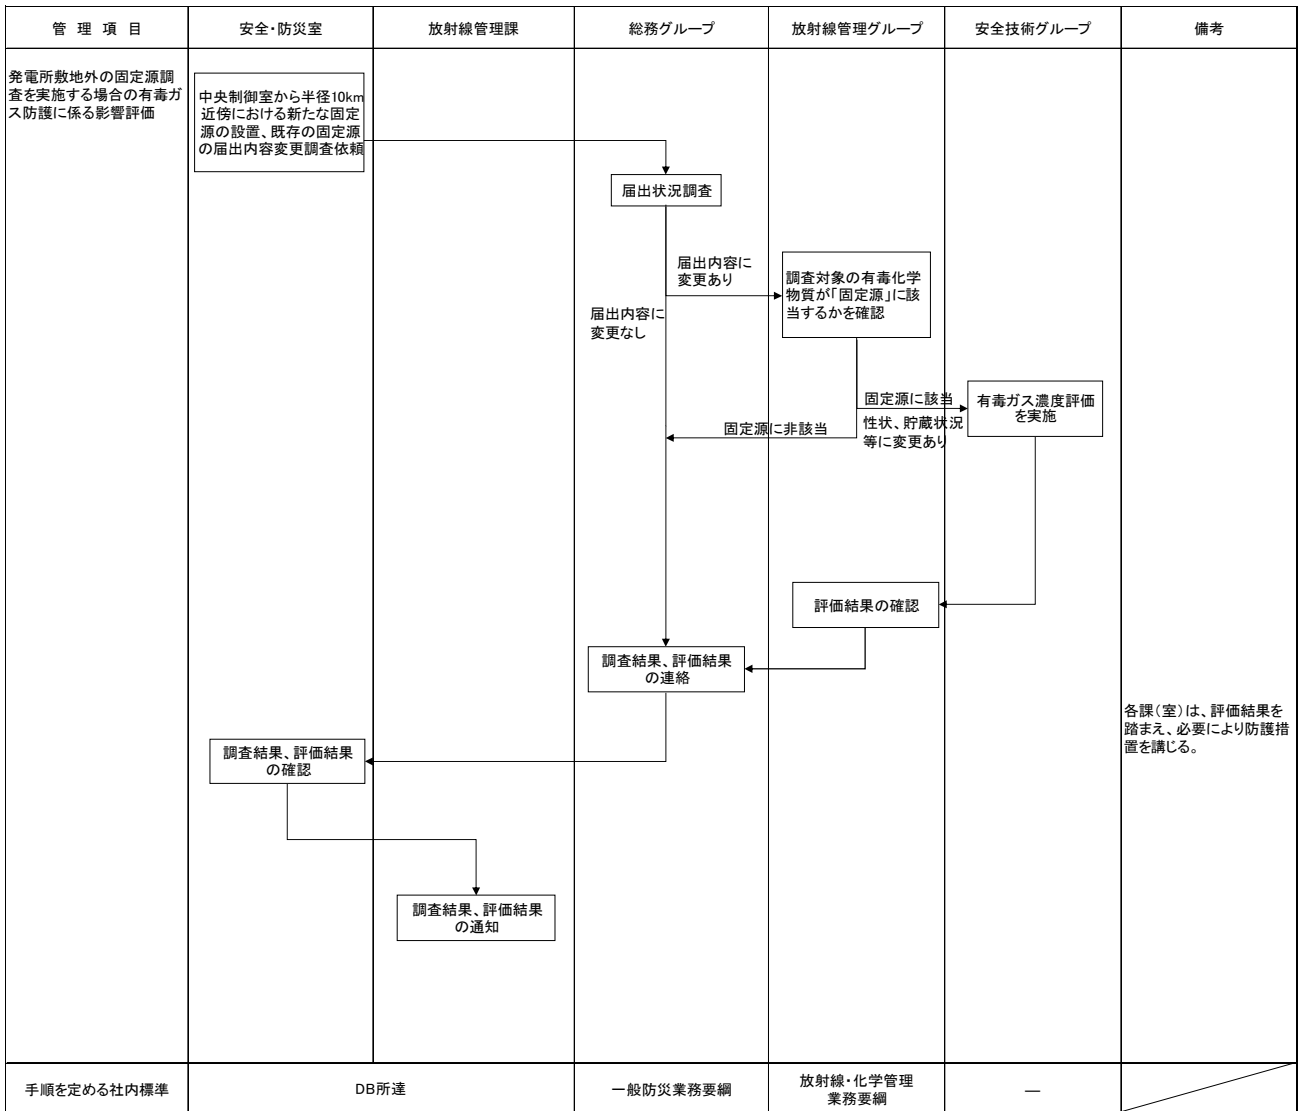 管 理 項 目
安全・防災室
放射線管理課
総務グループ
放射線管理グループ
安全技術グループ
備考
発電所敷地外の固定源調
査を実施する場合の有毒ガ
ス防護に係る影響評価
中央制御室から半径10km
近傍における新たな固定
源の設置、既存の固定源
の届出内容変更調査依頼
届出状況調査
届出内容に
変更あり
調査対象の有毒化学
物質が「固定源」に該
当するかを確認
届出内容に
変更なし
固定源に該当
性状、貯蔵状況
等に変更あり
有毒ガス濃度評価
を実施
固定源に非該当
評価結果の確認
調査結果、評価結果
の連絡
各課(室)は、評価結果を
踏まえ、必要により防護措
置を講じる。
調査結果、評価結果
の確認
調査結果、評価結果
の通知
手順を定める社内標準
DB所達
一般防災業務要綱
放射線・化学管理
業務要綱
―